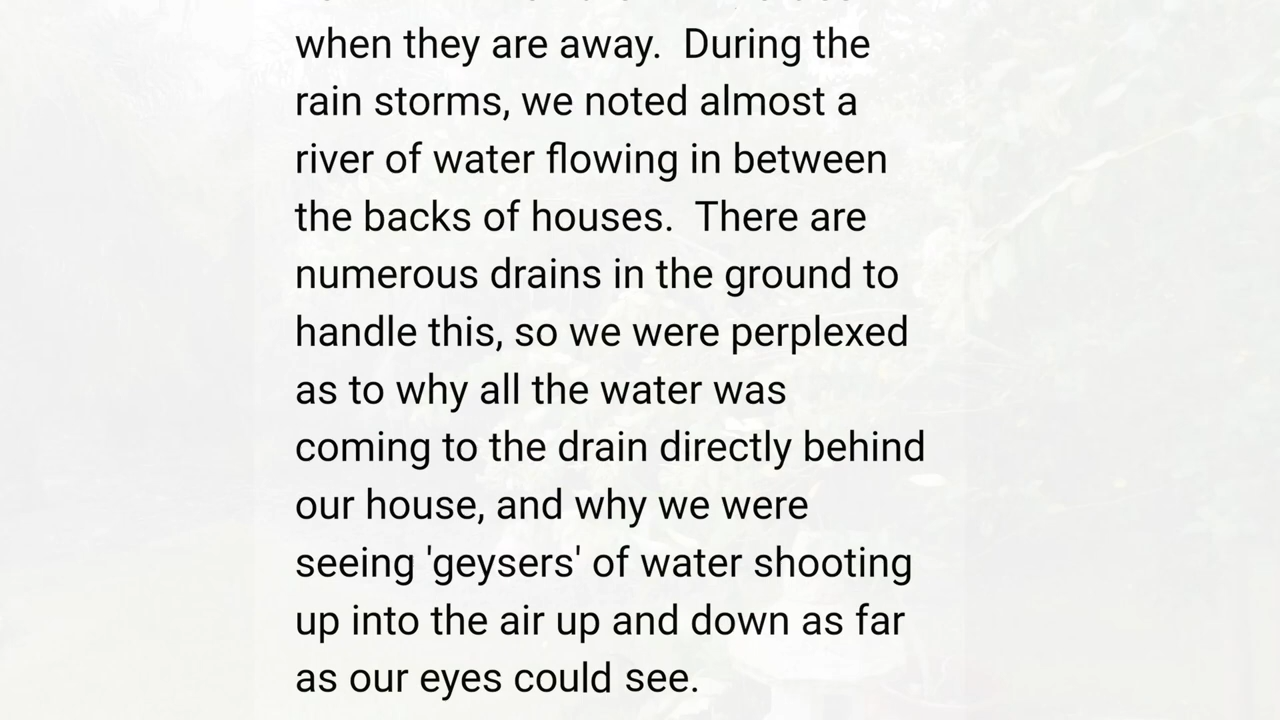 when they are away.  During the
rain storms, we noted almost a
river of water flowing in between
the backs of houses.  There are
numerous drains in the ground to
handle this, so we were perplexed
as to why all the water was
coming to the drain directly behind
our house, and why we were
seeing 'geysers' of water shooting
up into the air up and down as far
as our eyes could see.